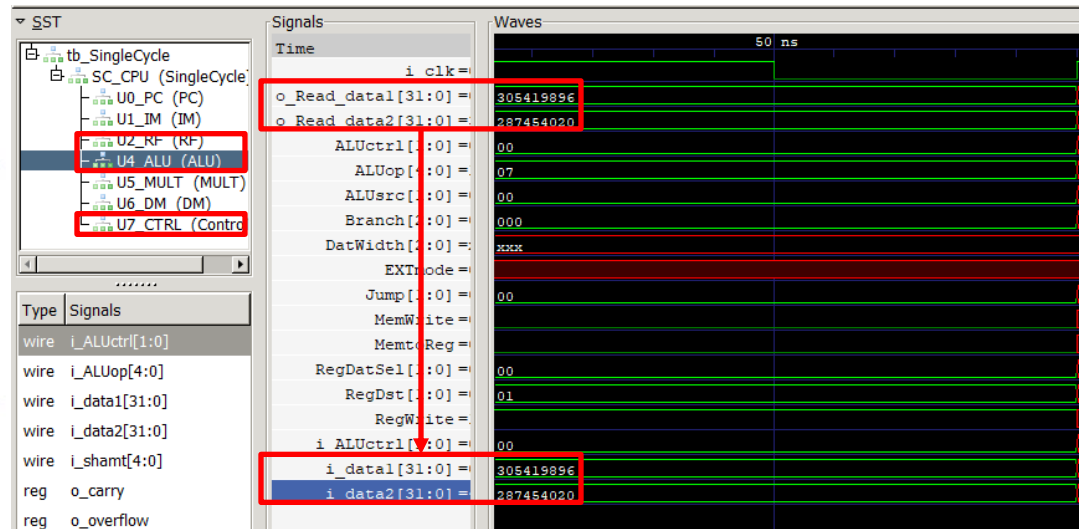 SST
tb_SingleCycle
SC_CPU (SingleCycle
U0_PC (PC)
U1_IM (IM)
U2_RF (RF)
U4_ALU (ALU)
U5_MULT (MULT)
U6_DM (DM)
U7_CTRL (Contro
Type Signals
wire i_ALUctrl[1:0]
wire i_ALUop[4:0]
wire i_data1[31:0]
wire i_data2[31:0]
wire i_shamt[4:0]
reg o_carry
reg o_overflow
Signals
Time
i_clk=
o_Read_data1[31:0] =
o_Read_data2[31:0] =
ALUctrl[1:0] =
ALUop[4:0] =
ALUsrc[1:0] =
Branch[2:0] =
DatWidth[2:0] =
EXTmode =
Jump[1:0] =
MemWrite =
MemtoReg =
RegDatSel[1:0] =
RegDst[1:0] =
RegWrite =
i_ALUctrl[1:0] =
i_data1[31:0] =
i_data2[31:0] =
Waves
50 ns
305419896
287454020
00
07
00
000
xxx
00
00
01
00
305419896
287454020